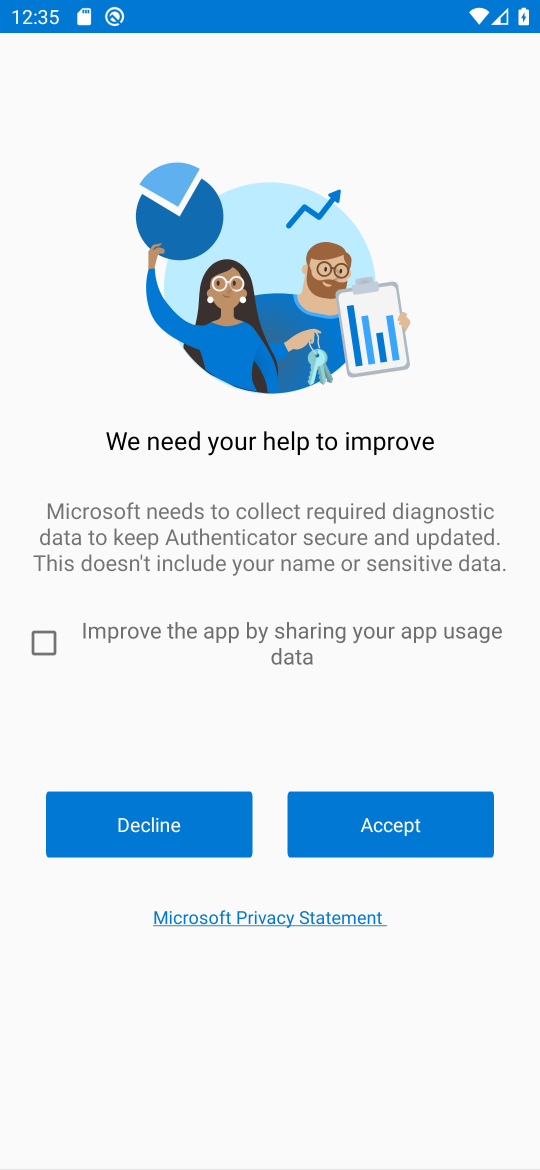 12:35
We need your help to improve
Microsoft needs to collect required diagnostic
data to keep Authenticator secure and updated.
This doesn't include your name or sensitive data.
Improve the app by sharing your app usage
data
Decline
Accept
Microsoft Privacy Statement